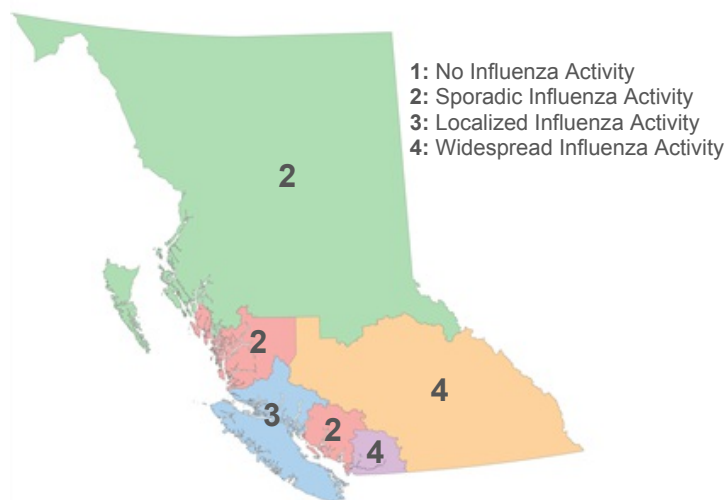 1: No Influenza Activity
2: Sporadic Influenza Activity
3: Localized Influenza Activity
4: Widespread Influenza Activity
2
2
4
3
2
4